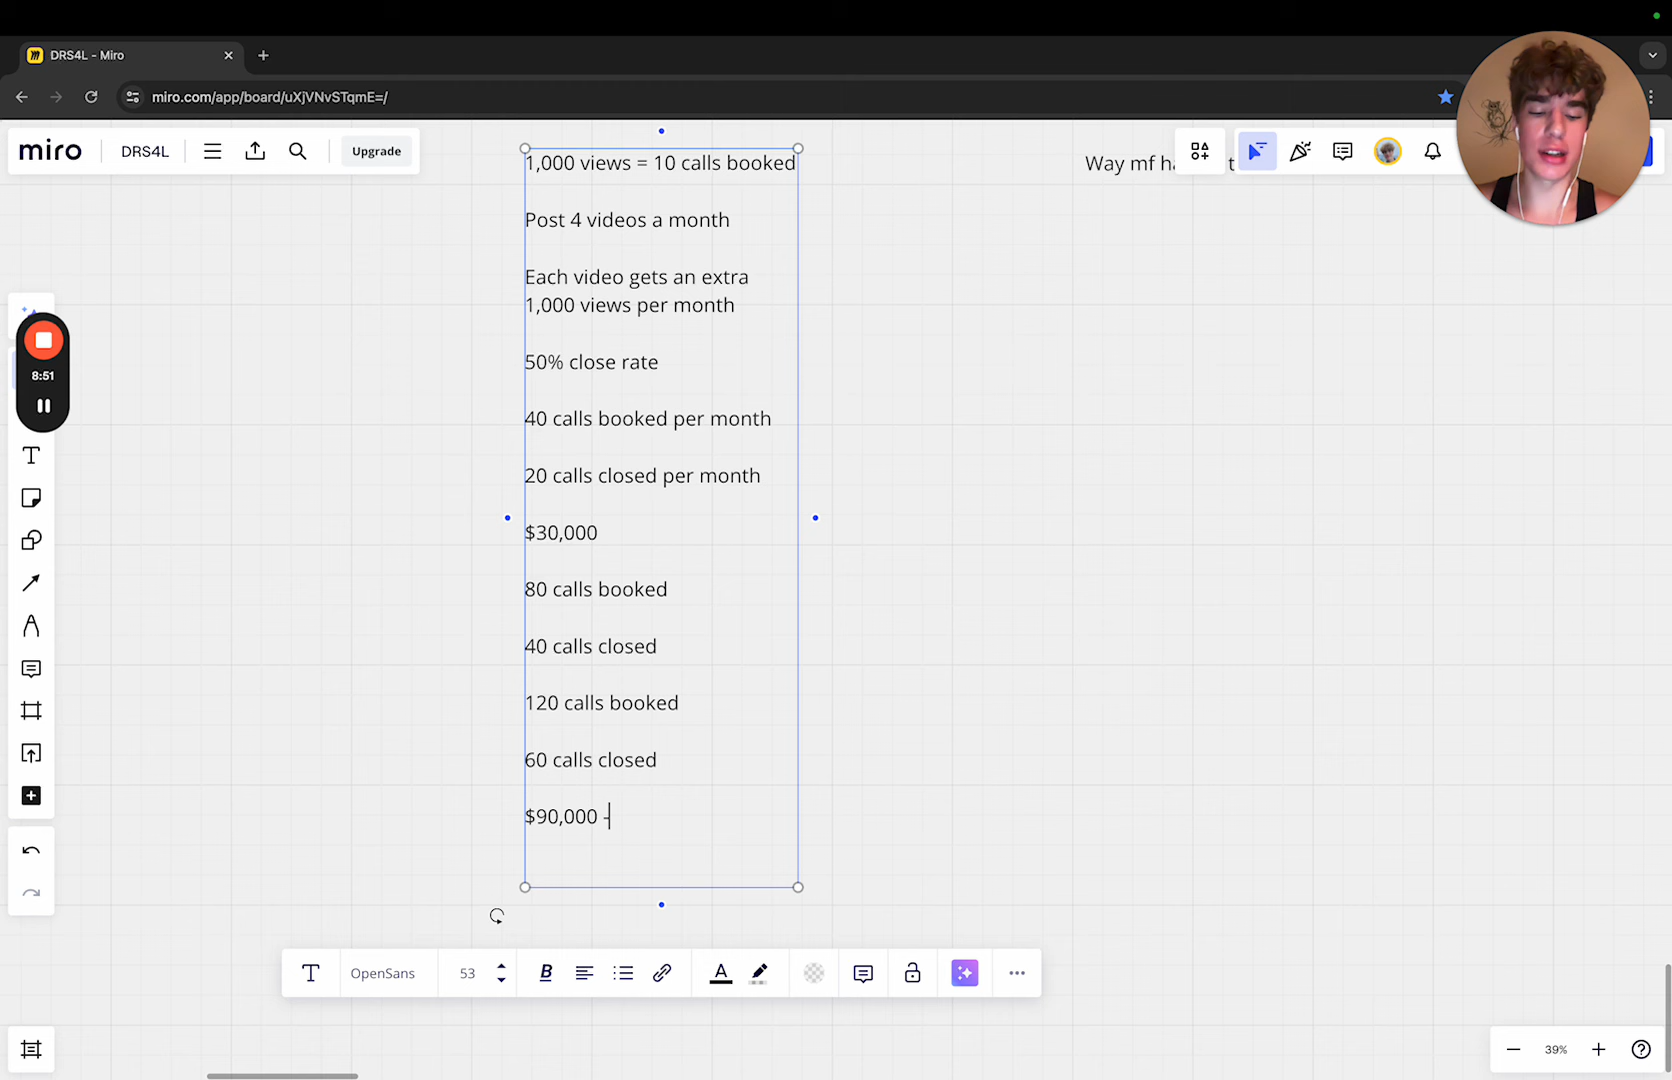 DRS4L - Miro
miro.com/app/board/uXjVNvSTqmE=/
miro
DRS4L
Upgrade
1,000 views = 10 calls booked
Way mf ha
Post 4 videos a month
Each video gets an extra
1,000 views per month
50% close rate
8:51
40 calls booked per month
20 calls closed per month
$30,000
80 calls booked
40 calls closed
120 calls booked
60 calls closed
$90,000 -
OpenSans
53
39%